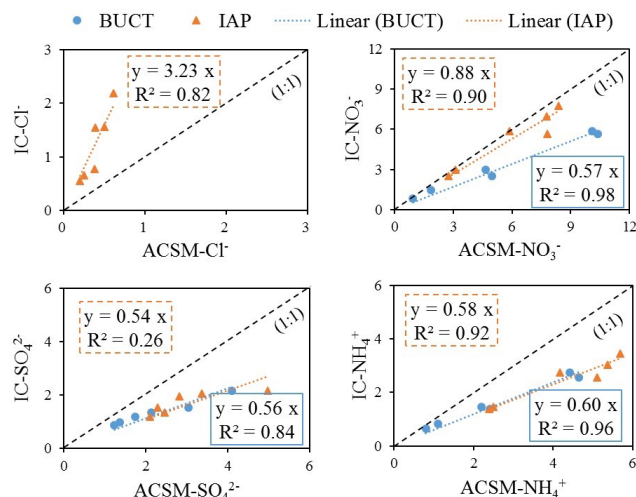 BUCT IAP Linear (BUCT) Linear (IAP)
3
2
1
0
0 1 2 3
IC-Cl⁻
ACSM-Cl⁻
y = 3.23 x
R² = 0.82
(1:1)
12
9
6
3
0
0 3 6 9 12
IC-NO₃⁻
ACSM-NO₃⁻
y = 0.88 x
R² = 0.90
(1:1)
y = 0.57 x
R² = 0.98
6
4
2
0
0 2 4 6
IC-SO₄²⁻
ACSM-SO₄²⁻
y = 0.54 x
R² = 0.26
(1:1)
y = 0.56 x
R² = 0.84
6
4
2
0
0 2 4 6
IC-NH₄⁺
ACSM-NH₄⁺
y = 0.58 x
R² = 0.92
(1:1)
y = 0.60 x
R² = 0.96